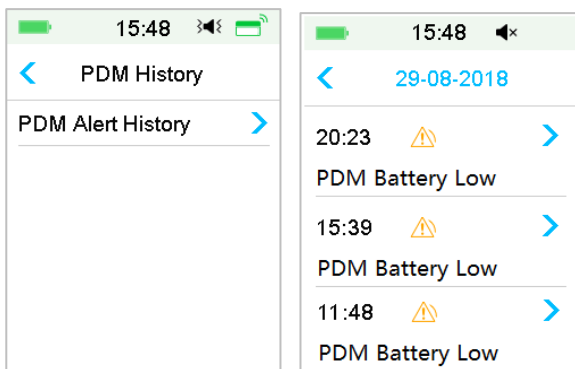 15:48
PDM History
PDM Alert History
15:48
29-08-2018
20:23
PDM Battery Low
15:39
PDM Battery Low
11:48
PDM Battery Low